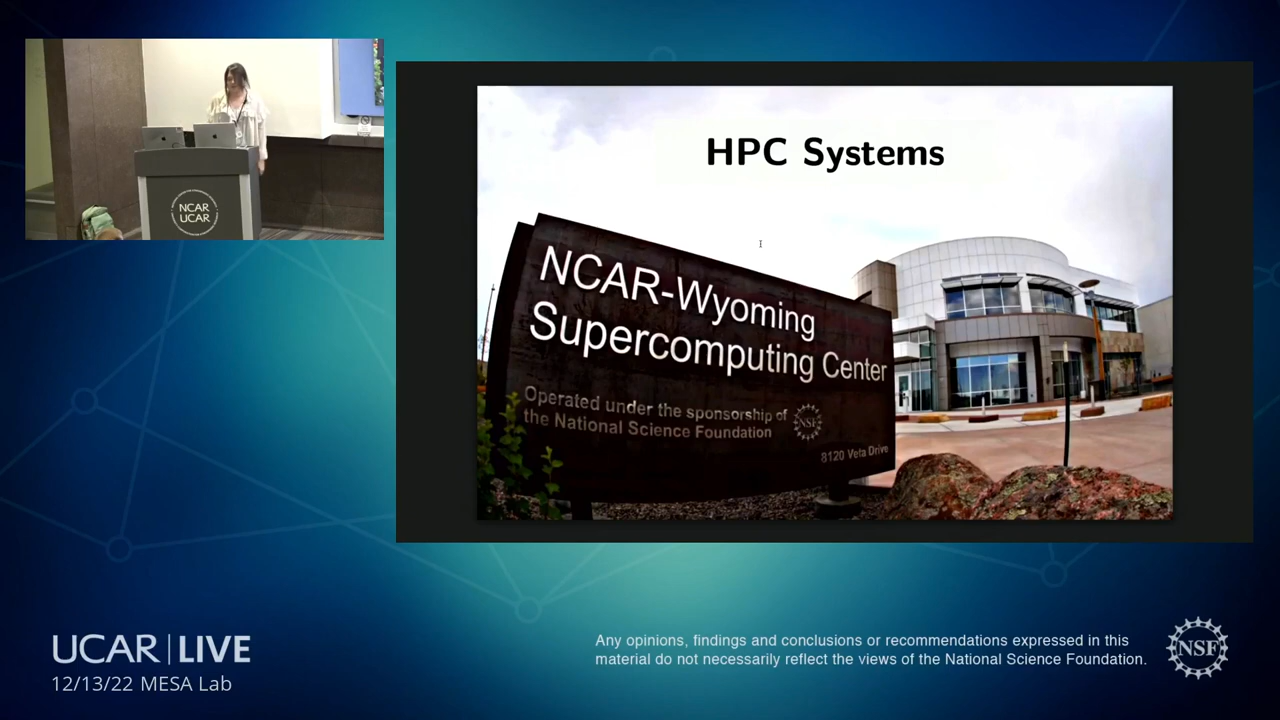 NCAR
UCAR
HPC Systems
NCAR-Wyoming
Supercomputing Center
Operated under the sponsorship of
the National Science Foundation
NSF
8120 Veta Drive
UCAR | LIVE
12/13/22 MESA Lab
Any opinions, findings and conclusions or recommendations expressed in this
material do not necessarily reflect the views of the National Science Foundation.
NSF